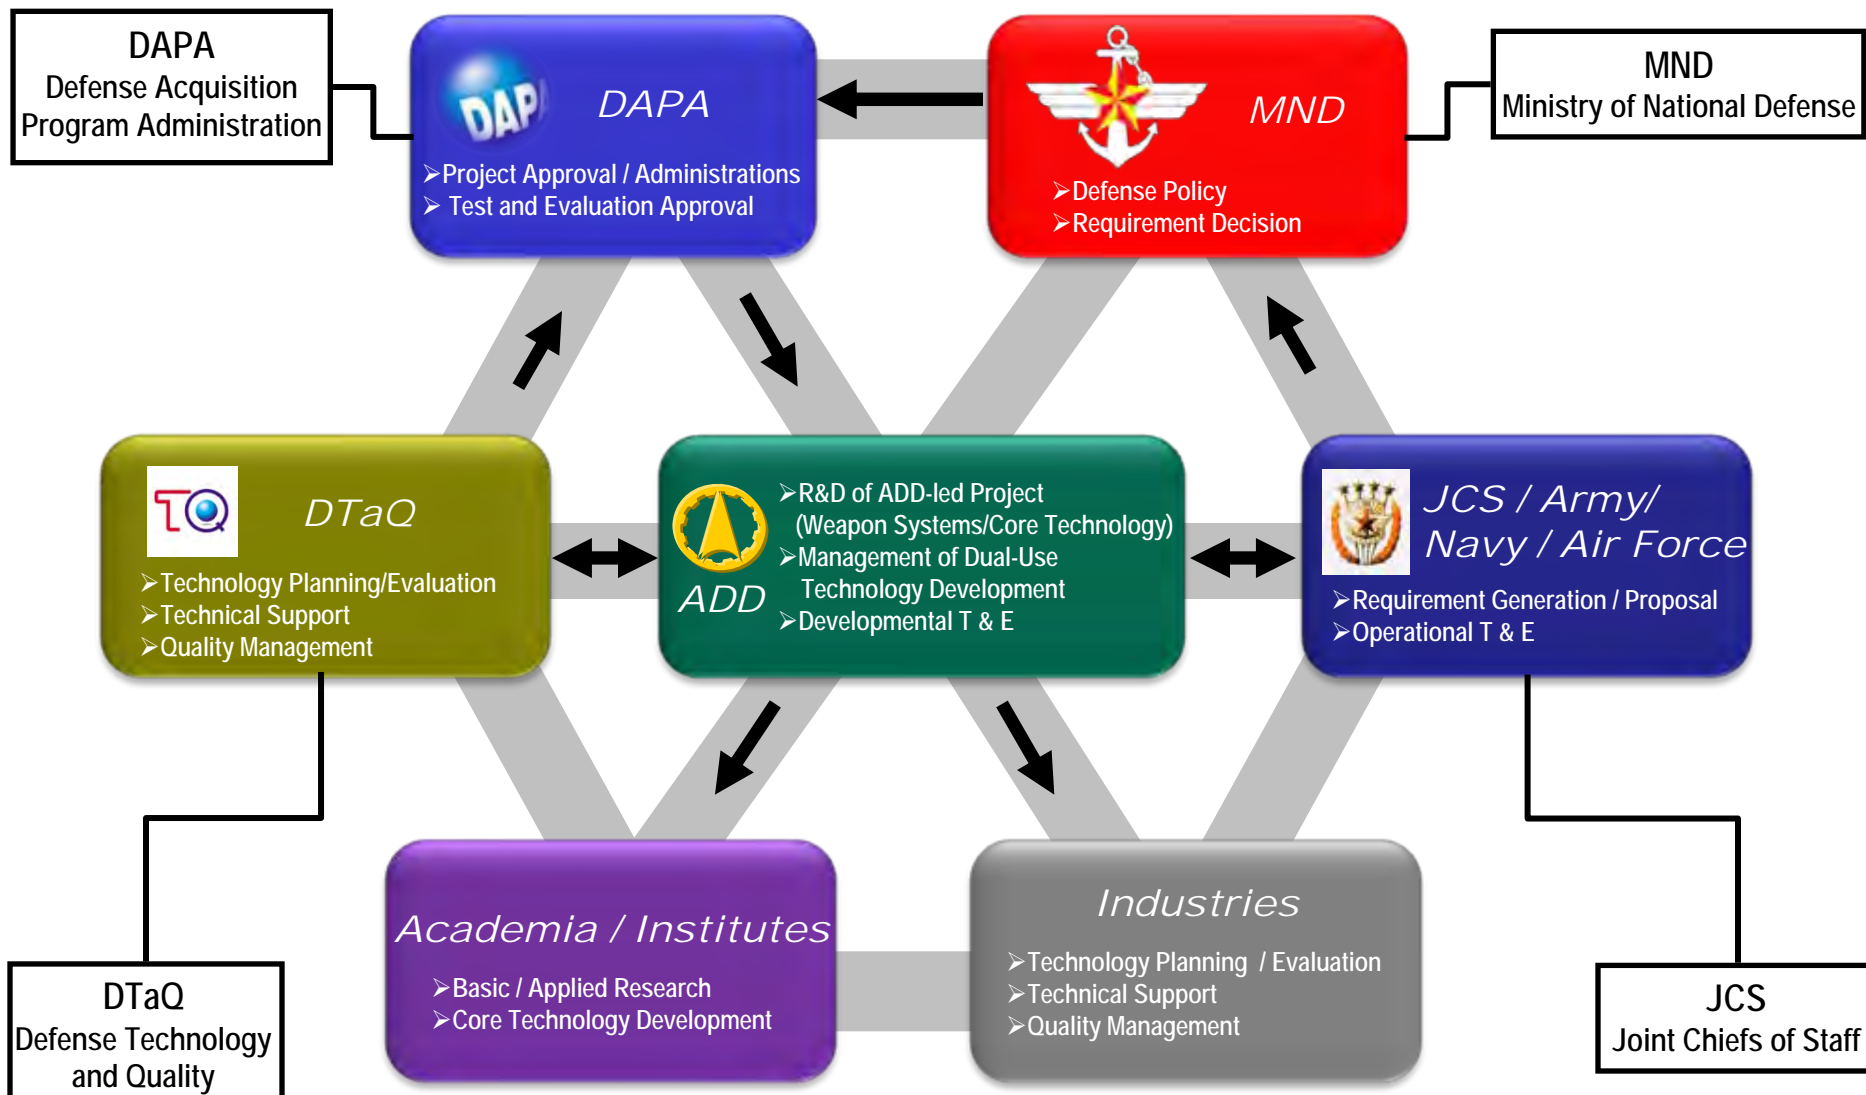 DAPA
Defense Acquisition
Program Administration
DAPA
DAPA
➢Project Approval / Administrations
➢ Test and Evaluation Approval
MND
➢Defense Policy
➢Requirement Decision
MND
Ministry of National Defense
TQ
DTaQ
➢Technology Planning/Evaluation
➢Technical Support
➢Quality Management
ADD
➢R&D of ADD-led Project
(Weapon Systems/Core Technology)
➢Management of Dual-Use
Technology Development
➢Developmental T & E
JCS / Army/
Navy / Air Force
➢Requirement Generation / Proposal
➢Operational T & E
Academia / Institutes
➢Basic / Applied Research
➢Core Technology Development
Industries
➢Technology Planning / Evaluation
➢Technical Support
➢Quality Management
DTaQ
Defense Technology
and Quality
JCS
Joint Chiefs of Staff